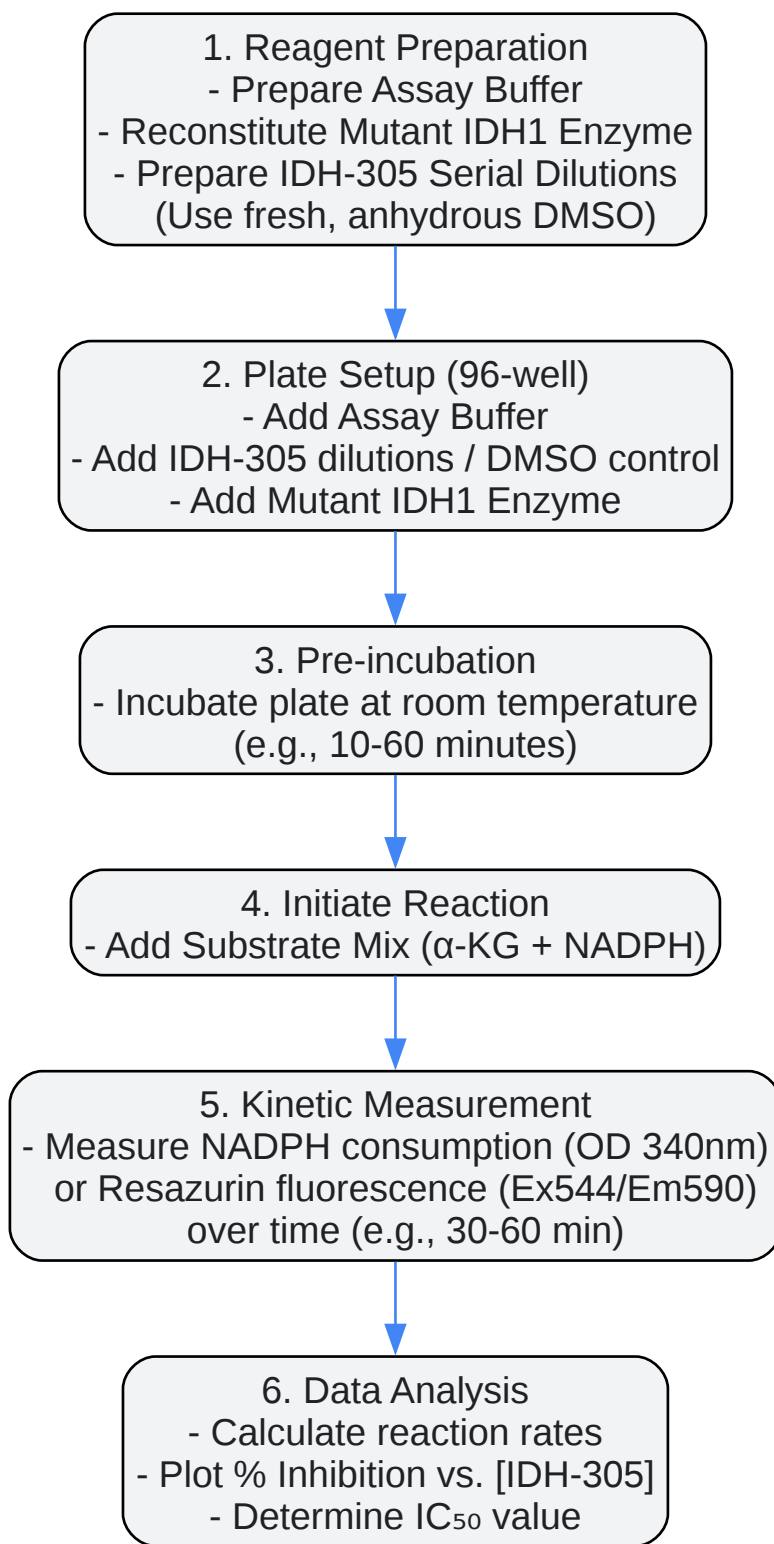 1. Reagent Preparation
- Prepare Assay Buffer
- Reconstitute Mutant IDH1 Enzyme
- Prepare IDH-305 Serial Dilutions
(Use fresh, anhydrous DMSO)
2. Plate Setup (96-well)
- Add Assay Buffer
- Add IDH-305 dilutions / DMSO control
- Add Mutant IDH1 Enzyme
3. Pre-incubation
- Incubate plate at room temperature
(e.g., 10-60 minutes)
4. Initiate Reaction
- Add Substrate Mix (α-KG + NADPH)
5. Kinetic Measurement
- Measure NADPH consumption (OD 340nm)
or Resazurin fluorescence (Ex544/Em590)
over time (e.g., 30-60 min)
6. Data Analysis
- Calculate reaction rates
- Plot % Inhibition vs. [IDH-305]
- Determine IC₅₀ value